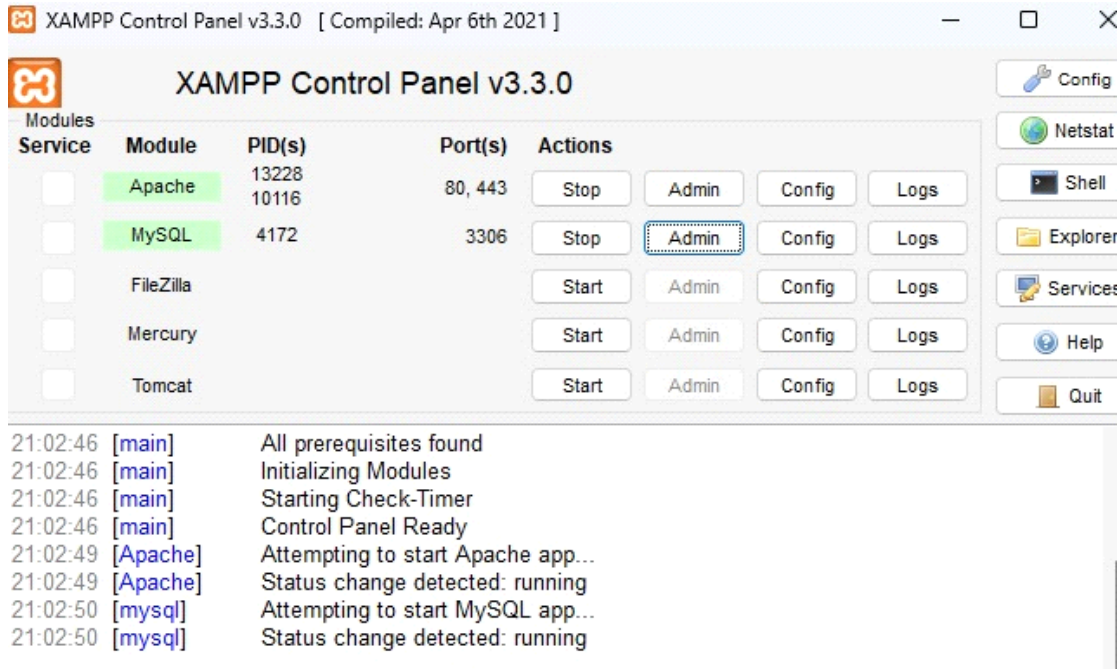 XAMPP Control Panel v3.3.0 [ Compiled: Apr 6th 2021 ]
XAMPP Control Panel v3.3.0
Config
Netstat
Shell
Explorer
Services
Help
Quit
Modules
Service Module PID(s) Port(s) Actions
Apache 13228 10116 80, 443 Stop Admin Config Logs
MySQL 4172 3306 Stop Admin Config Logs
FileZilla Start Admin Config Logs
Mercury Start Admin Config Logs
Tomcat Start Admin Config Logs
21:02:46 [main] All prerequisites found
21:02:46 [main] Initializing Modules
21:02:46 [main] Starting Check-Timer
21:02:46 [main] Control Panel Ready
21:02:49 [Apache] Attempting to start Apache app...
21:02:49 [Apache] Status change detected: running
21:02:50 [mysql] Attempting to start MySQL app...
21:02:50 [mysql] Status change detected: running